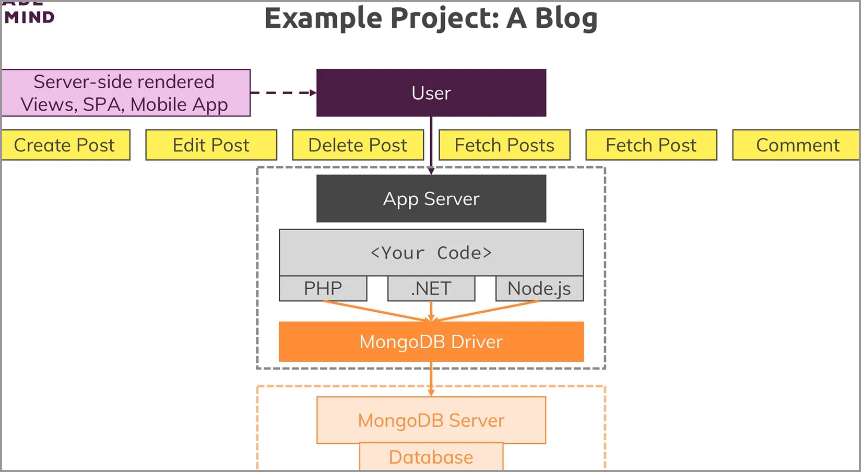 MIND
Example Project: A Blog
Server-side rendered
Views, SPA, Mobile App
User
Create Post
Edit Post
Delete Post
Fetch Posts
Fetch Post
Comment
App Server
<Your Code>
PHP
.NET
Node.js
MongoDB Driver
MongoDB Server
Database